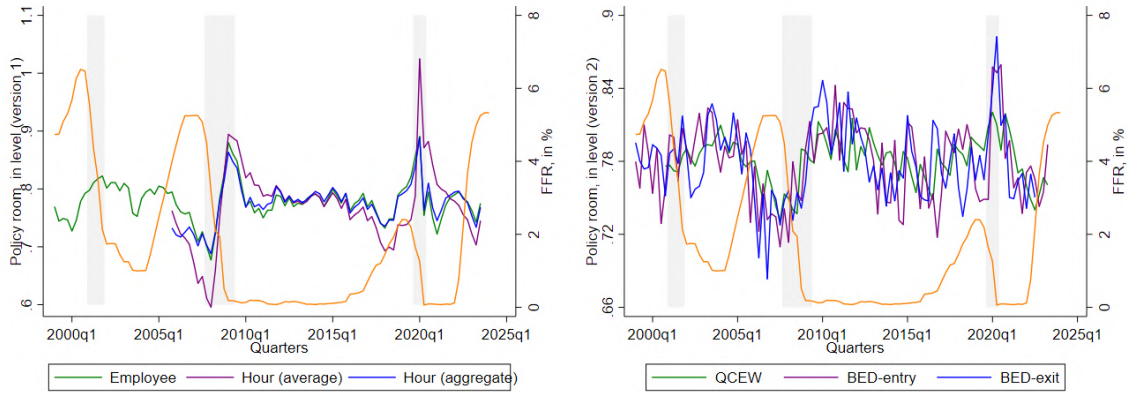 Policy room, in level (version 1)
1.1
1
.9
.8
.7
.6
FFR, in %
8
6
4
2
0
2000q1 2005q1 2010q1 2015q1 2020q1 2025q1
Quarters
Employee Hour (average) Hour (aggregate)
Policy room, in level (version 2)
.9
.84
.78
.72
.66
FFR, in %
8
6
4
2
0
2000q1 2005q1 2010q1 2015q1 2020q1 2025q1
Quarters
QCEW BED-entry BED-exit